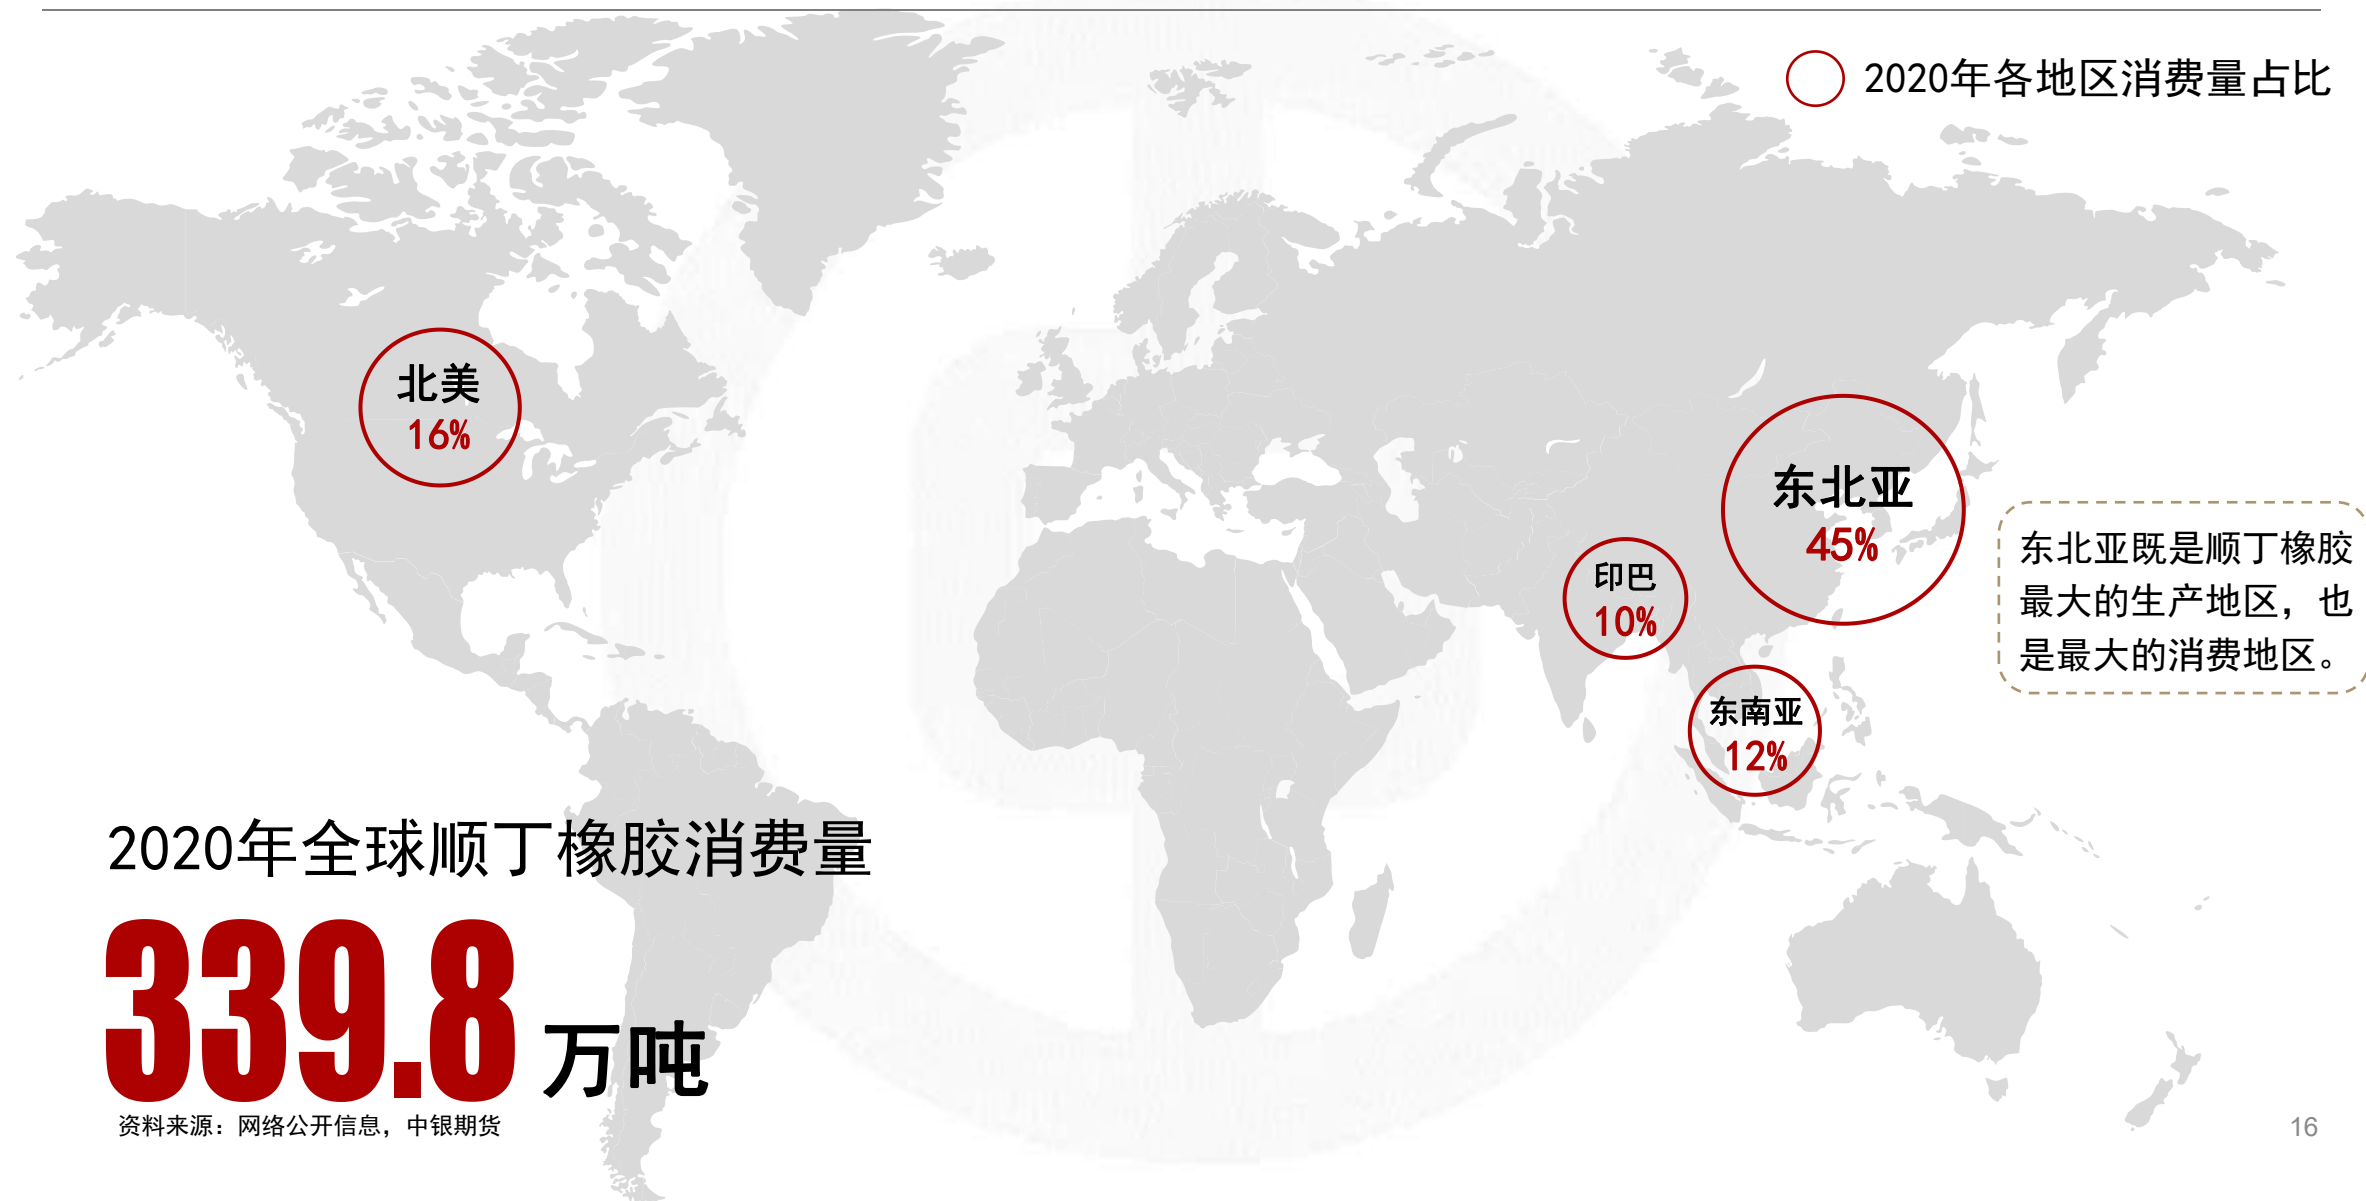 2020年各地区消费量占比
北美
16%
东北亚
45%
印巴
10%
东南亚
12%
东北亚既是顺丁橡胶
最大的生产地区，也
是最大的消费地区。
2020年全球顺丁橡胶消费量
339.8 万吨
资料来源：网络公开信息，中银期货
16